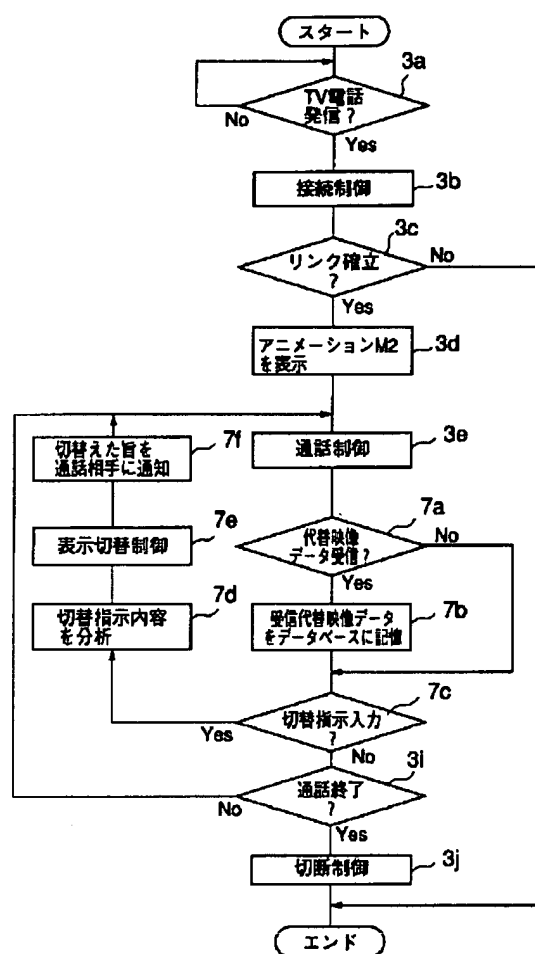 スタート
3a
TV電話
発信?
No
Yes
接続制御
3b
3c
リンク確立
?
No
Yes
アニメーションM2
を表示
3d
切替えた旨を
通話相手に通知
7f
通話制御
3e
表示切替制御
7e
7a
代替映像
データ受信?
No
Yes
切替指示内容
を分析
7d
受信代替映像データ
をデータベースに記憶
7b
7c
切替指示入力
?
Yes
No
3i
通話終了
?
No
Yes
切断制御
3j
エンド